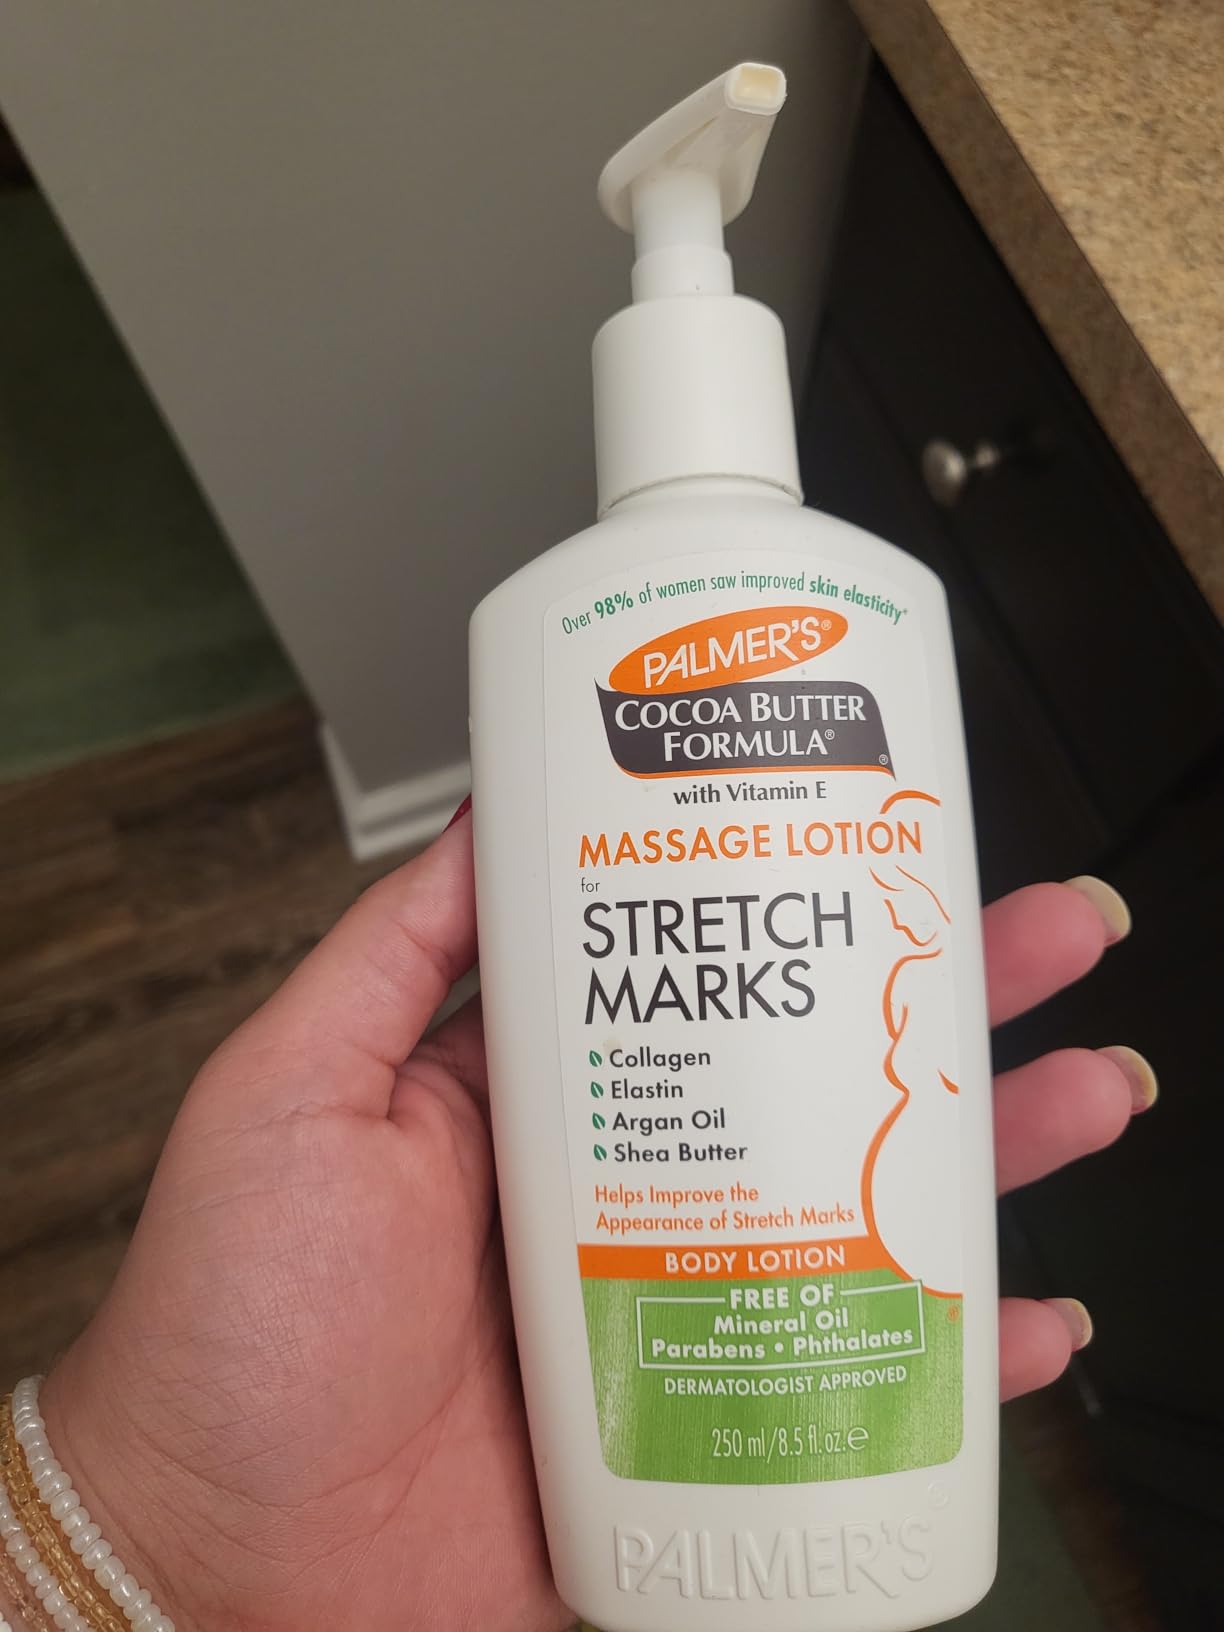 Over 98% of women saw improved skin elasticity*
PALMER'S®
COCOA BUTTER
FORMULA®
®
with Vitamin E
MASSAGE LOTION
for
STRETCH
MARKS
Collagen
Elastin
Argan Oil
Shea Butter
Helps Improve the
Appearance of Stretch Marks
BODY LOTION
FREE OF
Mineral Oil
Parabens • Phthalates
®
DERMATOLOGIST APPROVED
250 ml/8.5 fl. oz. ℮
PALMER'S®